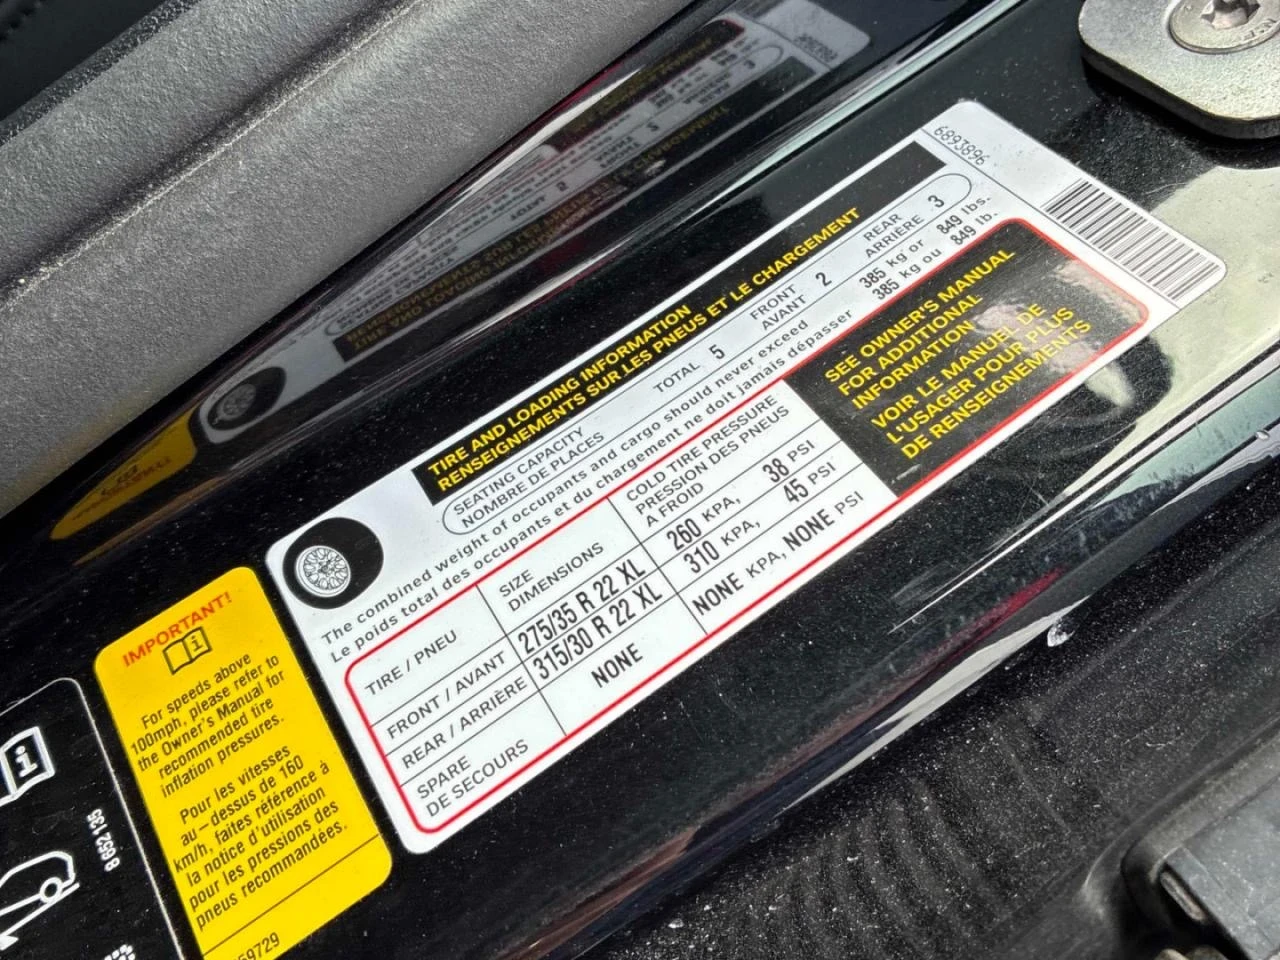 6893896
TIRE AND LOADING INFORMATION
RENSEIGNEMENTS SUR LES PNEUS ET LE CHARGEMENT
SEATING CAPACITY
NOMBRE DE PLACES
TOTAL 5
FRONT
AVANT 2
REAR
ARRIÈRE 3
The combined weight of occupants and cargo should never exceed 385 kg or 849 lbs.
Le poids total des occupants et du chargement ne doit jamais dépasser 385 kg ou 849 lb.
TIRE / PNEU
SIZE
DIMENSIONS
COLD TIRE PRESSURE
PRESSION DES PNEUS
A FROID
FRONT / AVANT 275/35 R 22 XL 260 KPA, 38 PSI
REAR / ARRIÈRE 315/30 R 22 XL 310 KPA, 45 PSI
SPARE
DE SECOURS
NONE NONE KPA, NONE PSI
SEE OWNER'S MANUAL
FOR ADDITIONAL
INFORMATION
VOIR LE MANUEL DE
L'USAGER POUR PLUS
DE RENSEIGNEMENTS
IMPORTANT!
For speeds above
100mph, please refer to
the Owner's Manual for
recommended tire
inflation pressures.
Pour les vitesses
au-dessus de 160
km/h, faites référence à
la notice d'utilisation
pour les pressions des
pneus recommandées.
59729
8 652 135